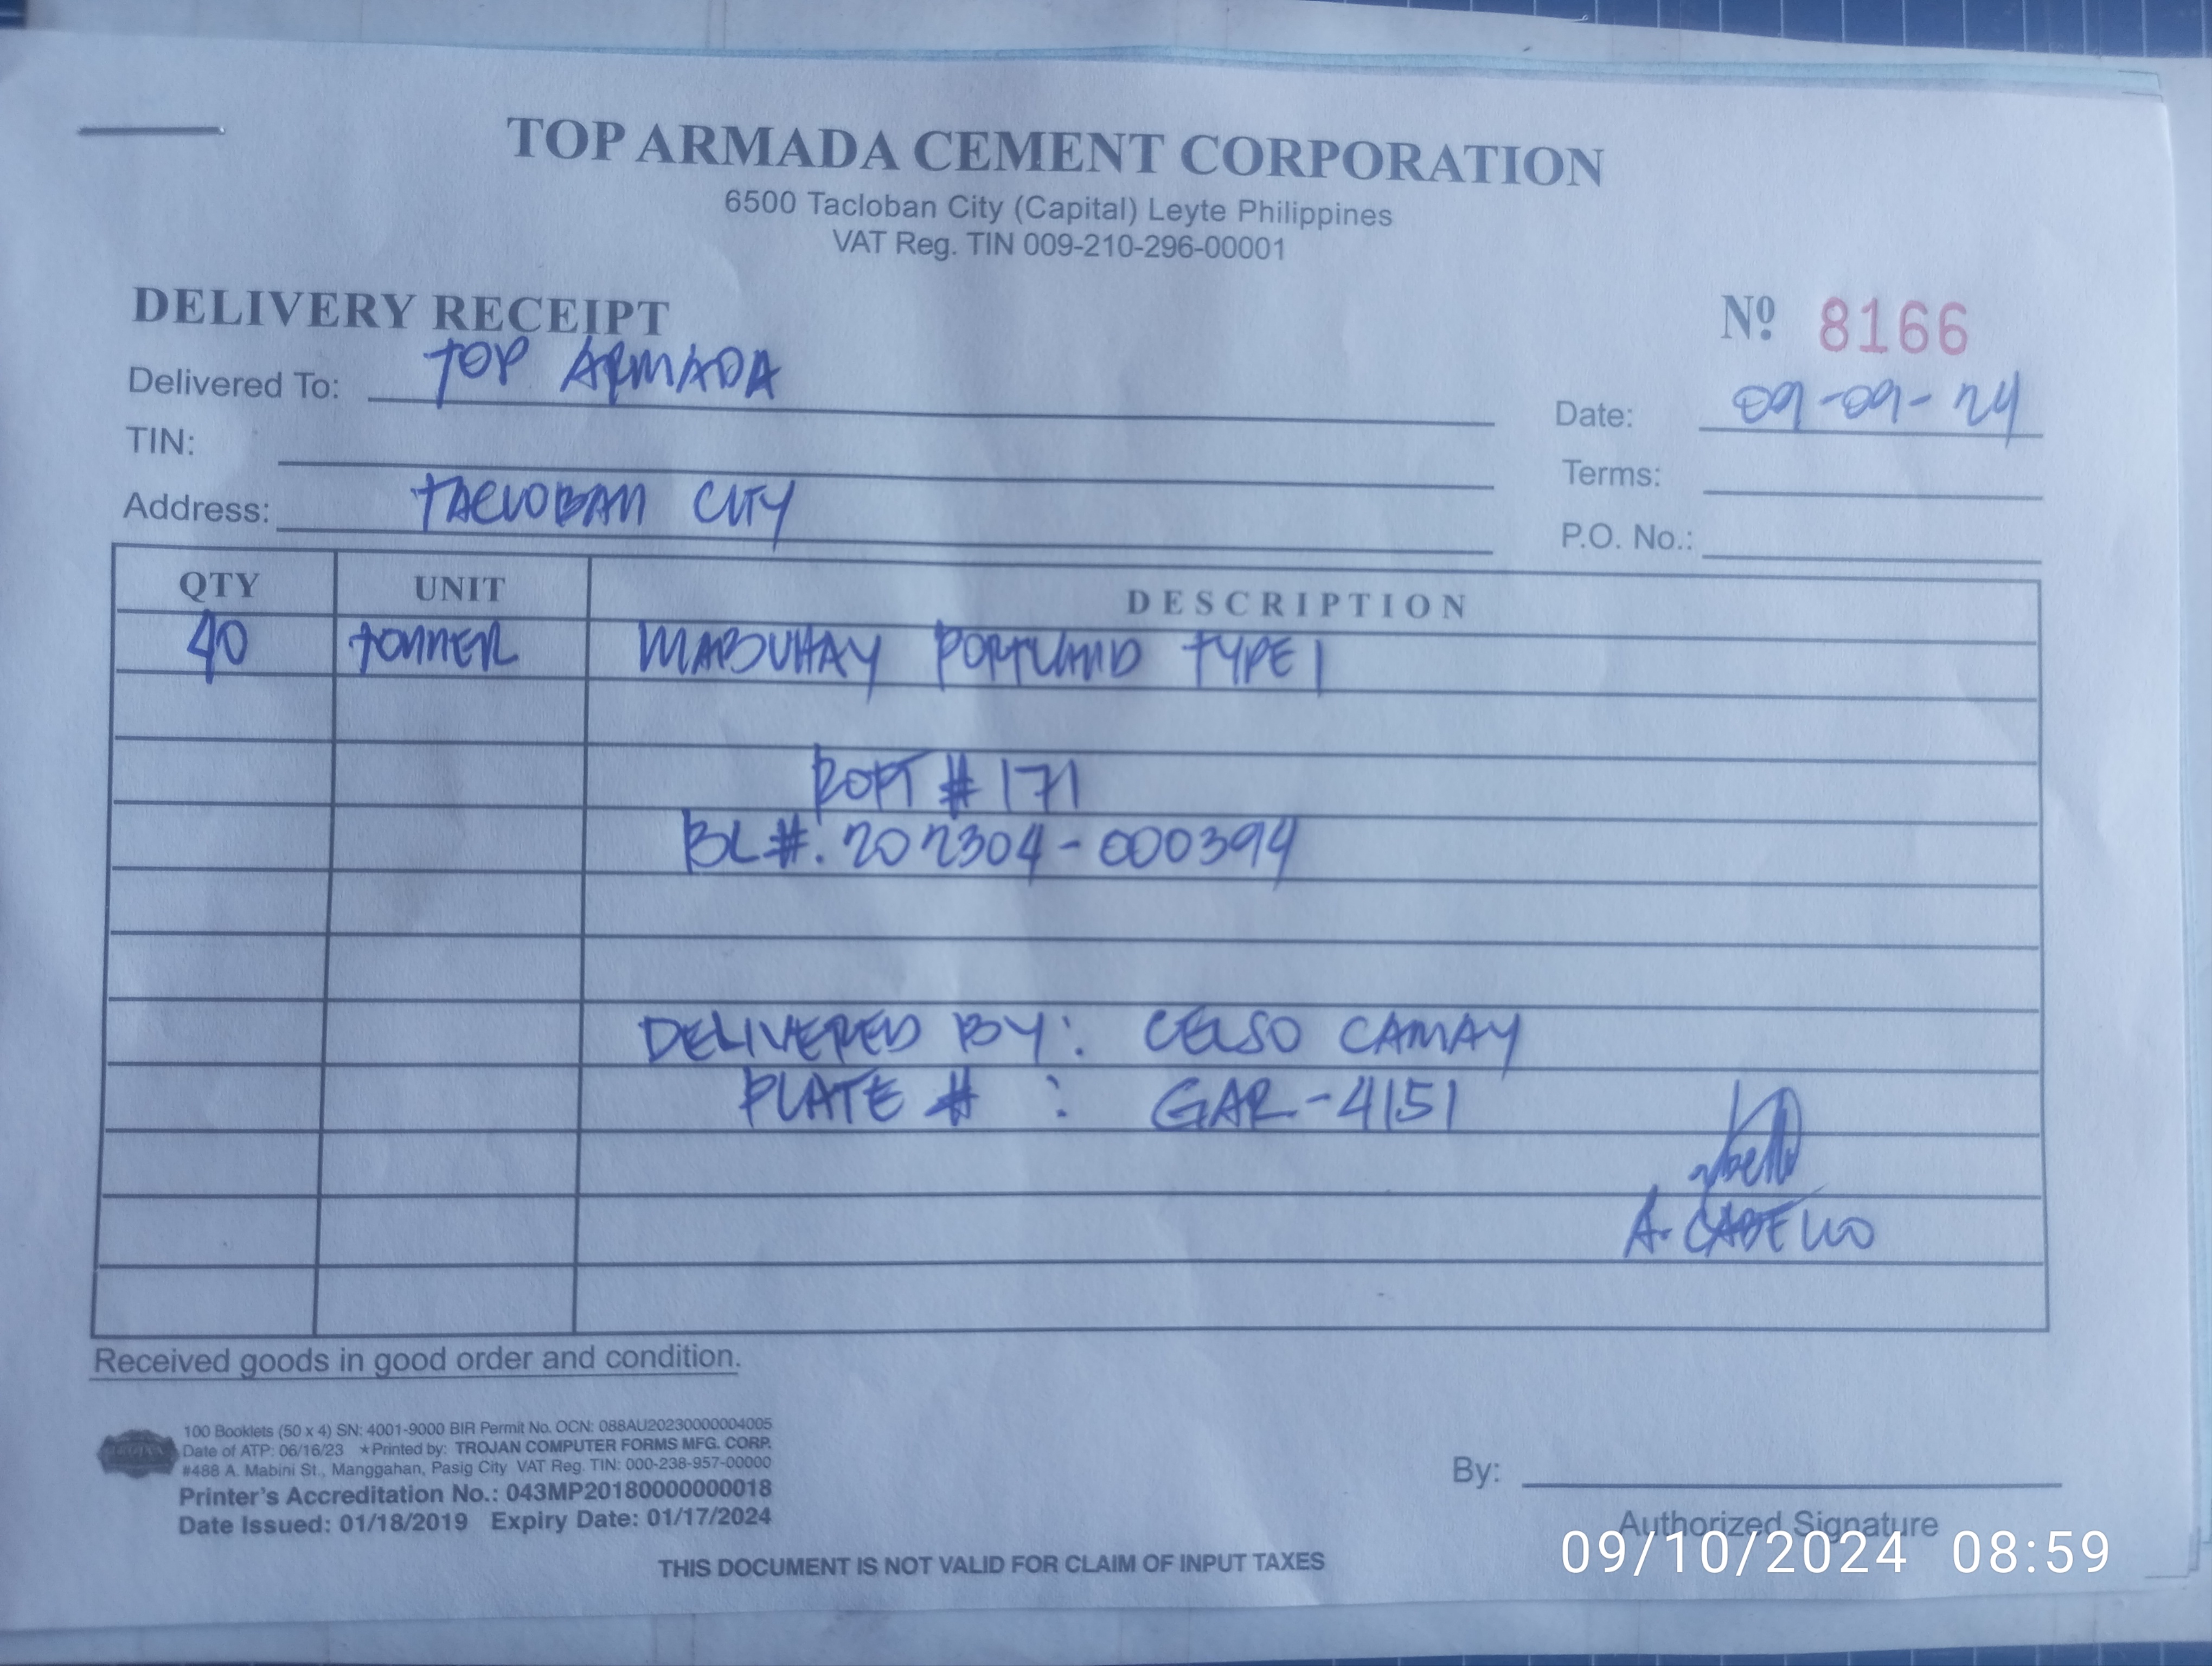 TOP ARMADA CEMENT CORPORATION
6500 Tacloban City (Capital) Leyte Philippines
VAT Reg. TIN 009-210-296-00001
DELIVERY RECEIPT
Nº 8166
Delivered To: TOP ARMADA
Date: 09-09-24
TIN:
Terms:
Address: TACLOBAN CITY
P.O. No.:
QTY UNIT DESCRIPTION
40 TONNER MABUHAY PORTLAND TYPE 1
# 171
BL#. 202304-000394
DELIVERED BY: CELSO CAMAY
PLATE # : GAR-4151
A.
Received goods in good order and condition.
100 Booklets (50 x 4) SN: 4001-9000 BIR Permit No. OCN: 088AU20230000004005
Date of ATP: 06/16/23 ★Printed by: TROJAN COMPUTER FORMS MFG. CORP.
#488 A. Mabini St., Manggahan, Pasig City VAT Reg. TIN: 000-238-957-00000
Printer's Accreditation No.: 043MP20180000000018
Date Issued: 01/18/2019 Expiry Date: 01/17/2024
By:
Authorized Signature
THIS DOCUMENT IS NOT VALID FOR CLAIM OF INPUT TAXES
09/10/2024 08:59